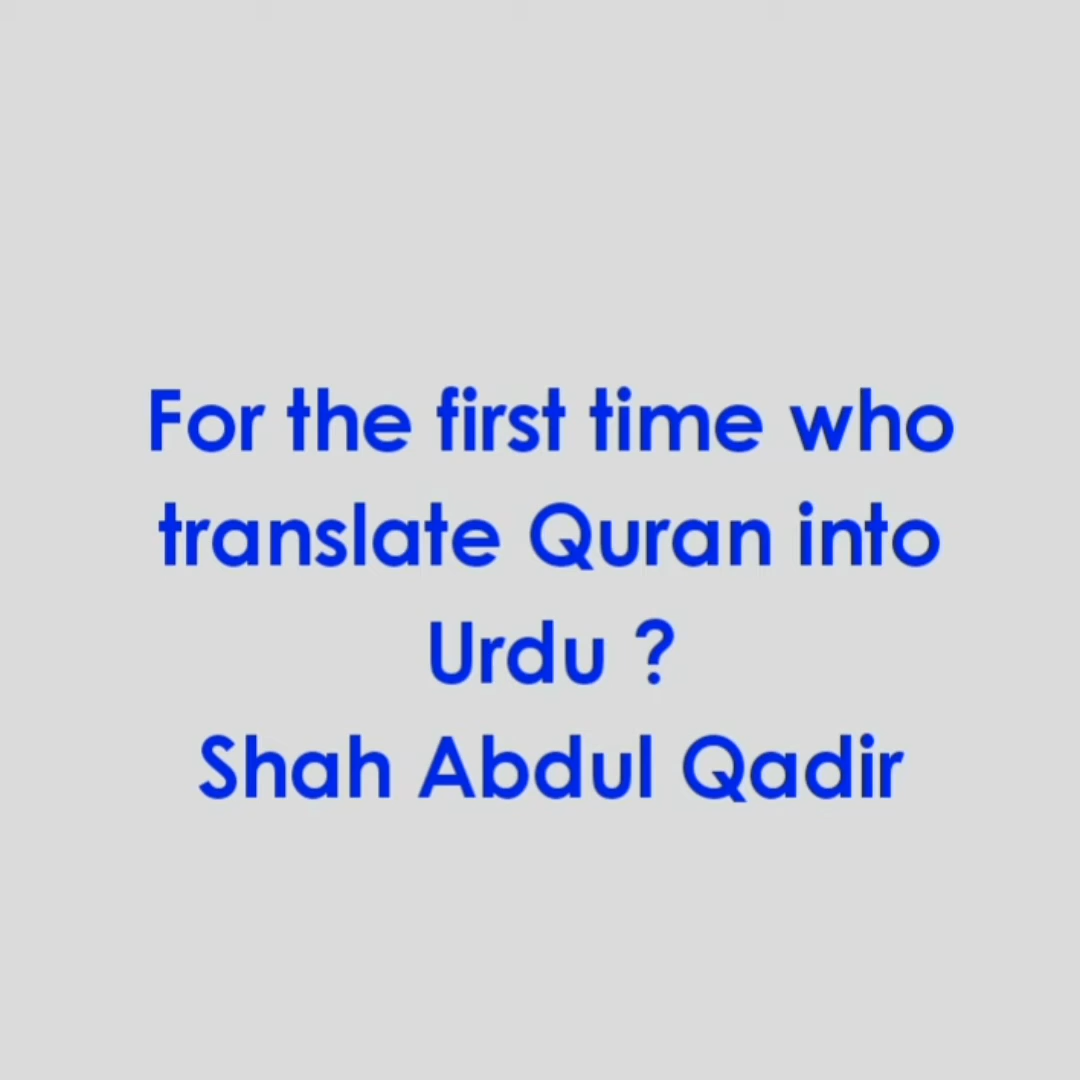 For the first time who
translate Quran into
Urdu ?
Shah Abdul Qadir